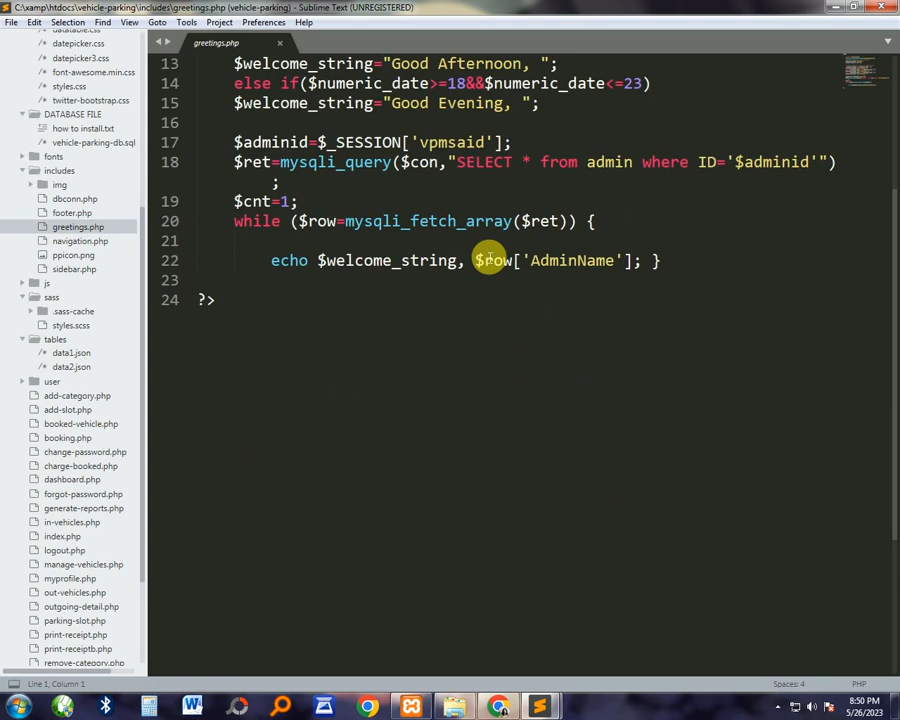 C:\xampp\htdocs\vehicle-parking\includes\greetings.php (vehicle-parking) - Sublime Text (UNREGISTERED)
File Edit Selection Find View Goto Tools Project Preferences Help
datatable.css
datepicker.css
datepicker3.css
font-awesome.min.css
styles.css
twitter-bootstrap.css
DATABASE FILE
how to install.txt
vehicle-parking-db.sql
fonts
includes
img
dbconn.php
footer.php
greetings.php
navigation.php
ppicon.png
sidebar.php
js
sass
.sass-cache
styles.scss
tables
data1.json
data2.json
user
add-category.php
add-slot.php
booked-vehicle.php
booking.php
change-password.php
charge-booked.php
dashboard.php
forgot-password.php
generate-reports.php
in-vehicles.php
index.php
logout.php
manage-vehicles.php
myprofile.php
out-vehicles.php
outgoing-detail.php
parking-slot.php
print-receipt.php
print-receiptb.php
remove-category.php
greetings.php
13 $welcome_string="Good Afternoon, ";
14 else if($numeric_date>=18&&$numeric_date<=23)
15 $welcome_string="Good Evening, ";
16
17 $adminid=$_SESSION['vpmsaid'];
18 $ret=mysqli_query($con,"SELECT * from admin where ID='$adminid'")
;
19 $cnt=1;
20 while ($row=mysqli_fetch_array($ret)) {
21
22 echo $welcome_string, $row['AdminName']; }
23
24 ?>
Line 1, Column 1 Spaces: 4 PHP
8:50 PM
5/26/2023